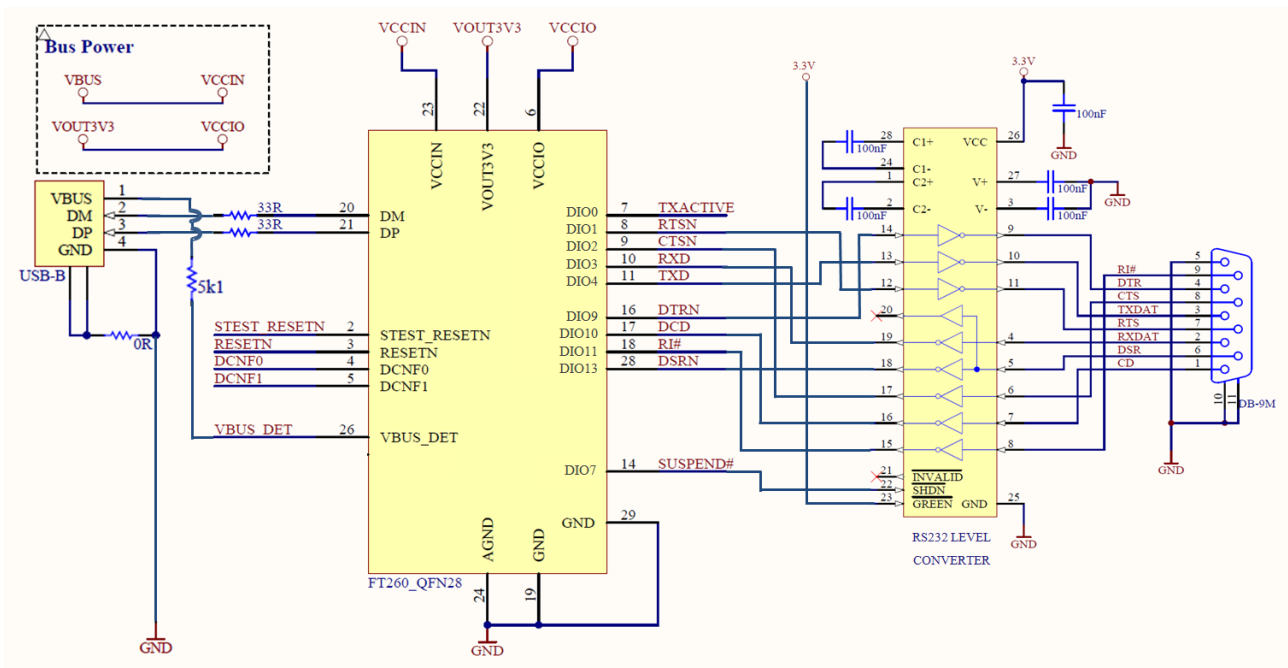 Bus Power
VBUS VCCIN
VOUT3V3 VCCIO
VCCIN VOUT3V3 VCCIO
23 22 6
VCCIN VOUT3V3 VCCIO
VBUS 1
DM 2 33R 20 DM
DP 3 33R 21 DP
GND 4
USB-B
5k1
0R
STEST_RESETN 2 STEST_RESETN
RESETN 3 RESETN
DCNF0 4 DCNF0
DCNF1 5 DCNF1
VBUS_DET 26 VBUS_DET
GND
DIO0 7 TXACTIVE
DIO1 8 RTSN
DIO2 9 CTSN
DIO3 10 RXD
DIO4 11 TXD
DIO9 16 DTRN
DIO10 17 DCD
DIO11 18 RI#
DIO13 28 DSRN
DIO7 14 SUSPEND#
GND 29
AGND GND
24 19
FT260_QFN28
GND
3.3V
3.3V
100nF
GND
28 C1+ VCC 26
100nF
24 C1-
1 C2+ V+ 27
100nF
GND
2 C2- V- 3
100nF 100nF
14 9
13 10
12 11
20
19 4
18 5
17 6
16 7
15 8
21 INVALID
22 SHDN
23 GREEN GND 25
GND
RS232 LEVEL
CONVERTER
5
RI# 9
DTR 4
CTS 8
TXDAT 3
RTS 7
RXDAT 2
DSR 6
CD 1
10 11 DB-9M
GND